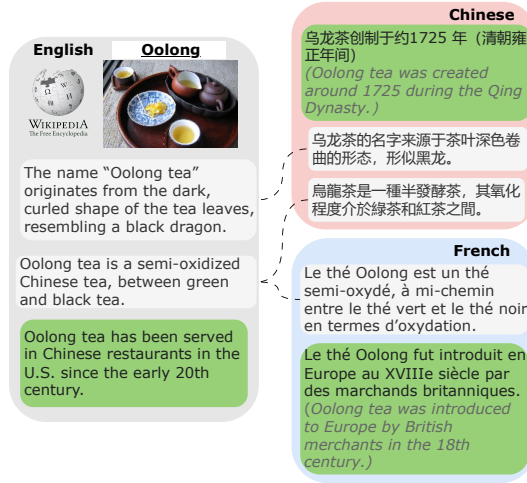 English
Oolong
WIKIPEDIA
The Free Encyclopedia
The name “Oolong tea”
originates from the dark,
curled shape of the tea leaves,
resembling a black dragon.
Oolong tea is a semi-oxidized
Chinese tea, between green
and black tea.
Oolong tea has been served
in Chinese restaurants in the
U.S. since the early 20th
century.
Chinese
乌龙茶创制于约1725 年（清朝雍
正年间）
(Oolong tea was created
around 1725 during the Qing
Dynasty.）
乌龙茶的名字来源于茶叶深色卷
曲的形态，形似黑龙。
烏龍茶是一種半發酵茶，其氧化
程度介於綠茶和紅茶之間。
French
Le thé Oolong est un thé
semi-oxydé, à mi-chemin
entre le thé vert et le thé noir
en termes d’oxydation.
Le thé Oolong fut introduit en
Europe au XVIIIe siècle par
des marchands britanniques.
(Oolong tea was introduced
to Europe by British
merchants in the 18th
century.)